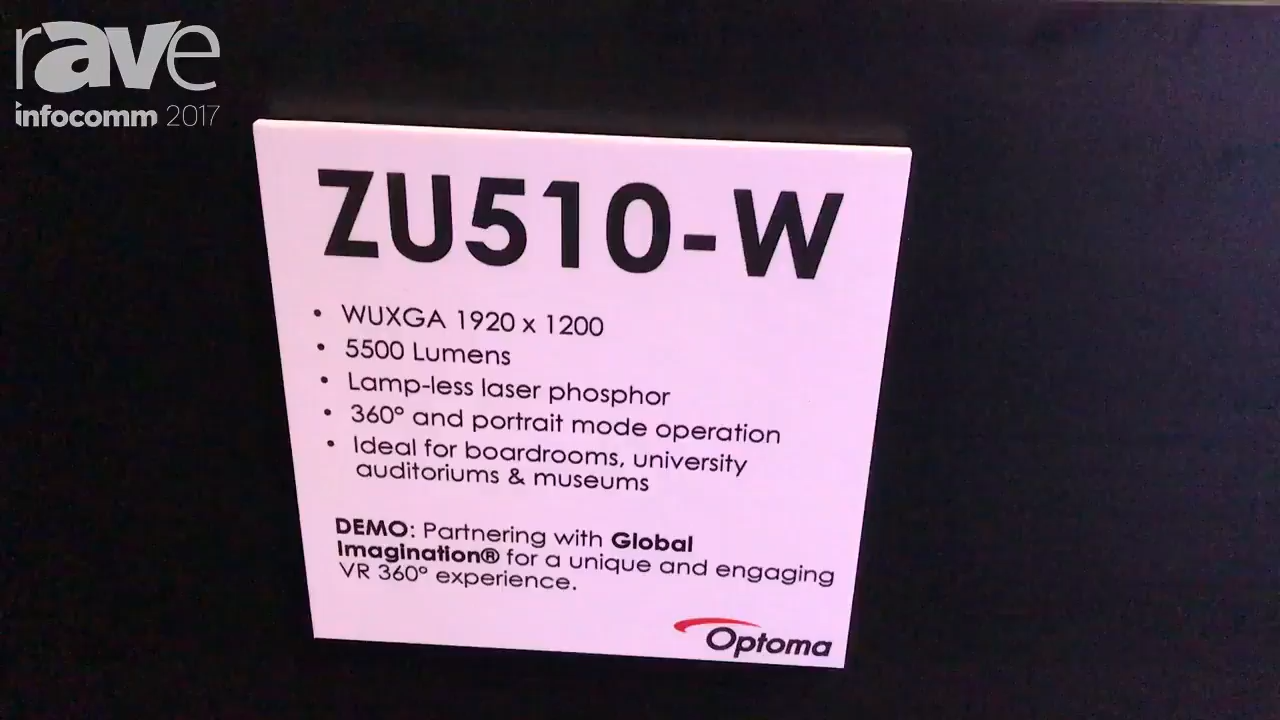 rAVe
infocomm 2017
ZU510-W
• WUXGA 1920 x 1200
• 5500 Lumens
• Lamp-less laser phosphor
• 360° and portrait mode operation
• Ideal for boardrooms, university
auditoriums & museums
DEMO: Partnering with Global
Imagination® for a unique and engaging
VR 360° experience.
Optoma